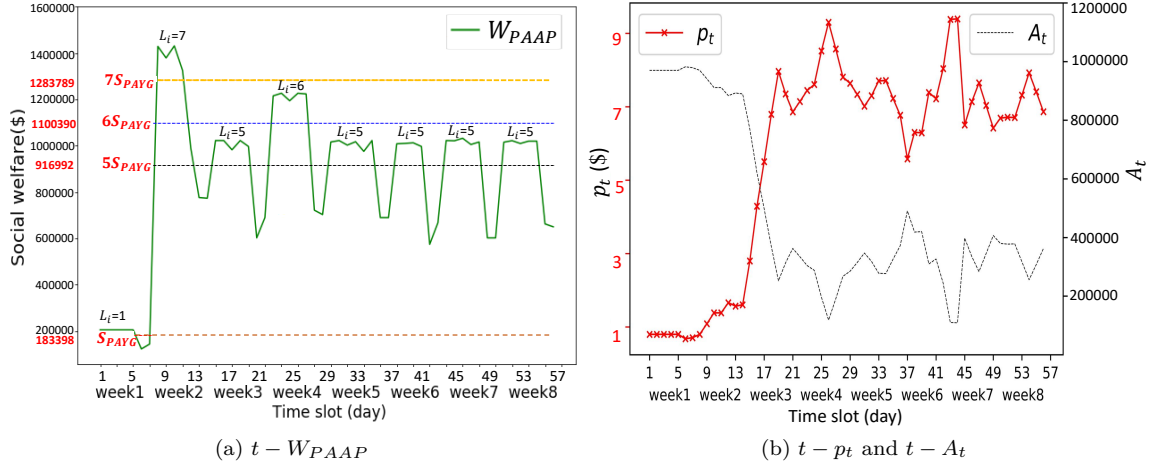 1600000
1400000
1283789
1200000
1100390
1000000
916992
800000
600000
400000
200000
183398
Social welfare($)
W_PAAP
L_i=7
7S_PAYG
L_i=6
6S_PAYG
L_i=5 L_i=5 L_i=5 L_i=5 L_i=5
5S_PAYG
L_i=1
S_PAYG
1 5 9 13 17 21 25 29 33 37 41 45 49 53 57
week1 week2 week3 week4 week5 week6 week7 week8
Time slot (day)
(a) t − W_PAAP
9
7
5
3
1
p_t ($)
p_t
A_t
1200000
1000000
800000
600000
400000
200000
A_t
1 5 9 13 17 21 25 29 33 37 41 45 49 53 57
week1 week2 week3 week4 week5 week6 week7 week8
Time slot (day)
(b) t − p_t and t − A_t